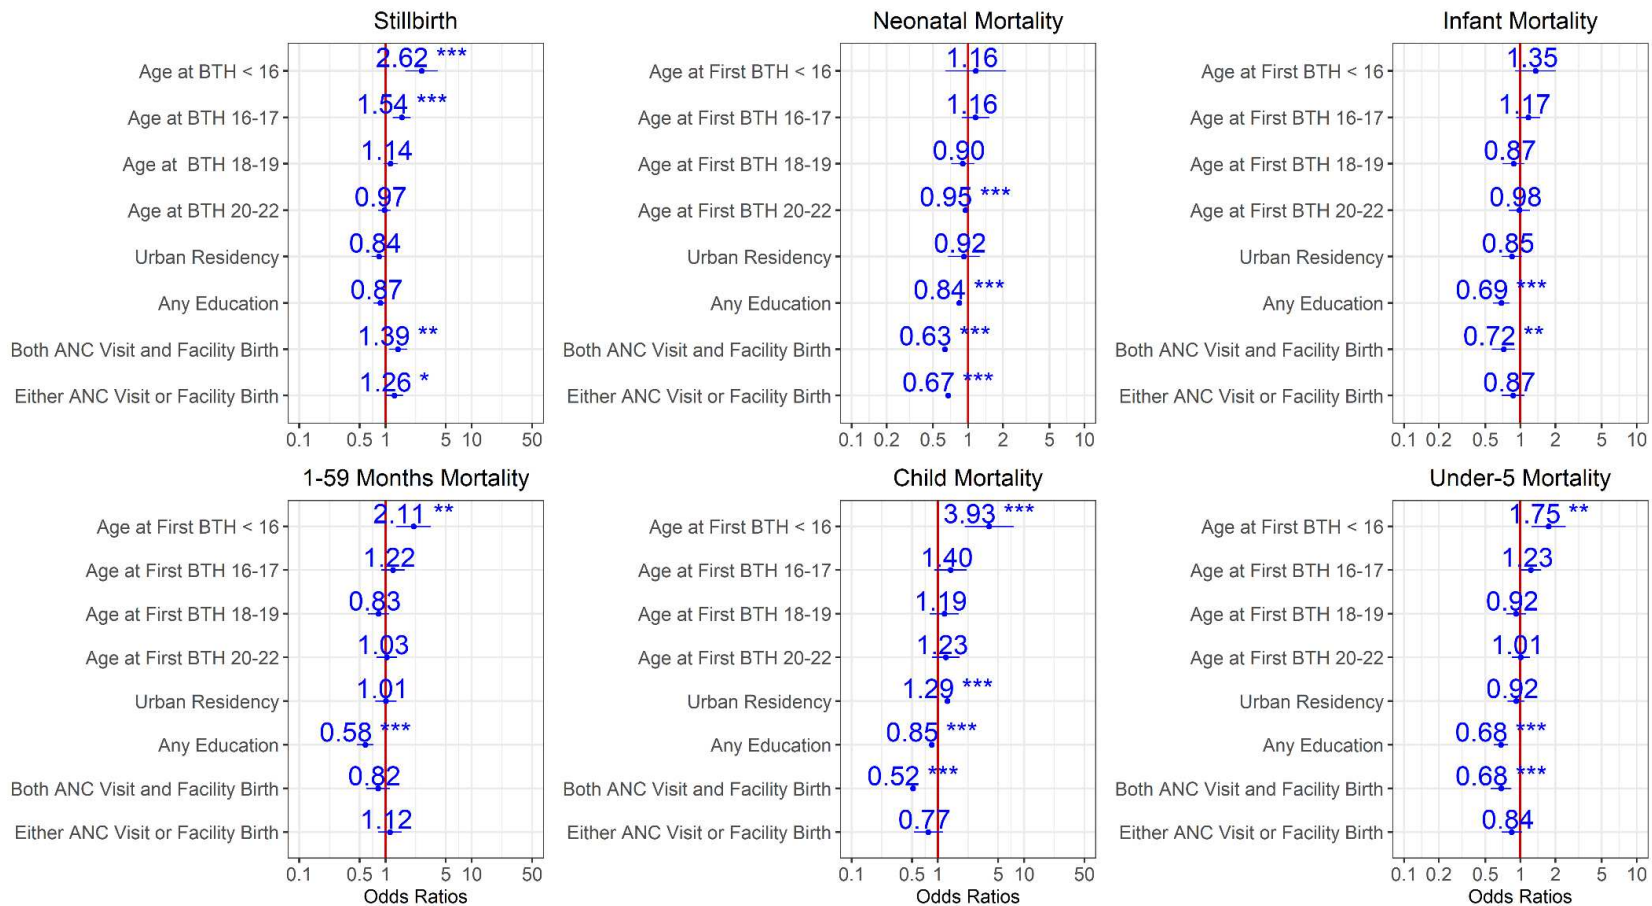 Stillbirth
Age at BTH < 16
2.62 ***
Age at BTH 16-17
1.54 ***
Age at  BTH 18-19
1.14
Age at BTH 20-22
0.97
Urban Residency
0.84
Any Education
0.87
Both ANC Visit and Facility Birth
1.39 **
Either ANC Visit or Facility Birth
1.26 *
0.1 0.5 1 5 10 50
Neonatal Mortality
Age at First BTH < 16
1.16
Age at First BTH 16-17
1.16
Age at First BTH 18-19
0.90
Age at First BTH 20-22
0.95 ***
Urban Residency
0.92
Any Education
0.84 ***
Both ANC Visit and Facility Birth
0.63 ***
Either ANC Visit or Facility Birth
0.67 ***
0.1 0.2 0.5 1 2 5 10
Infant Mortality
Age at First BTH < 16
1.35
Age at First BTH 16-17
1.17
Age at First BTH 18-19
0.87
Age at First BTH 20-22
0.98
Urban Residency
0.85
Any Education
0.69 ***
Both ANC Visit and Facility Birth
0.72 **
Either ANC Visit or Facility Birth
0.87
0.1 0.2 0.5 1 2 5 10
1-59 Months Mortality
Age at First BTH < 16
2.11 **
Age at First BTH 16-17
1.22
Age at First BTH 18-19
0.83
Age at First BTH 20-22
1.03
Urban Residency
1.01
Any Education
0.58 ***
Both ANC Visit and Facility Birth
0.82
Either ANC Visit or Facility Birth
1.12
0.1 0.5 1 5 10 50
Odds Ratios
Child Mortality
Age at First BTH < 16
3.93 ***
Age at First BTH 16-17
1.40
Age at First BTH 18-19
1.19
Age at First BTH 20-22
1.23
Urban Residency
1.29 ***
Any Education
0.85 ***
Both ANC Visit and Facility Birth
0.52 ***
Either ANC Visit or Facility Birth
0.77
0.1 0.5 1 5 10 50
Odds Ratios
Under-5 Mortality
Age at First BTH < 16
1.75 **
Age at First BTH 16-17
1.23
Age at First BTH 18-19
0.92
Age at First BTH 20-22
1.01
Urban Residency
0.92
Any Education
0.68 ***
Both ANC Visit and Facility Birth
0.68 ***
Either ANC Visit or Facility Birth
0.84
0.1 0.2 0.5 1 2 5 10
Odds Ratios